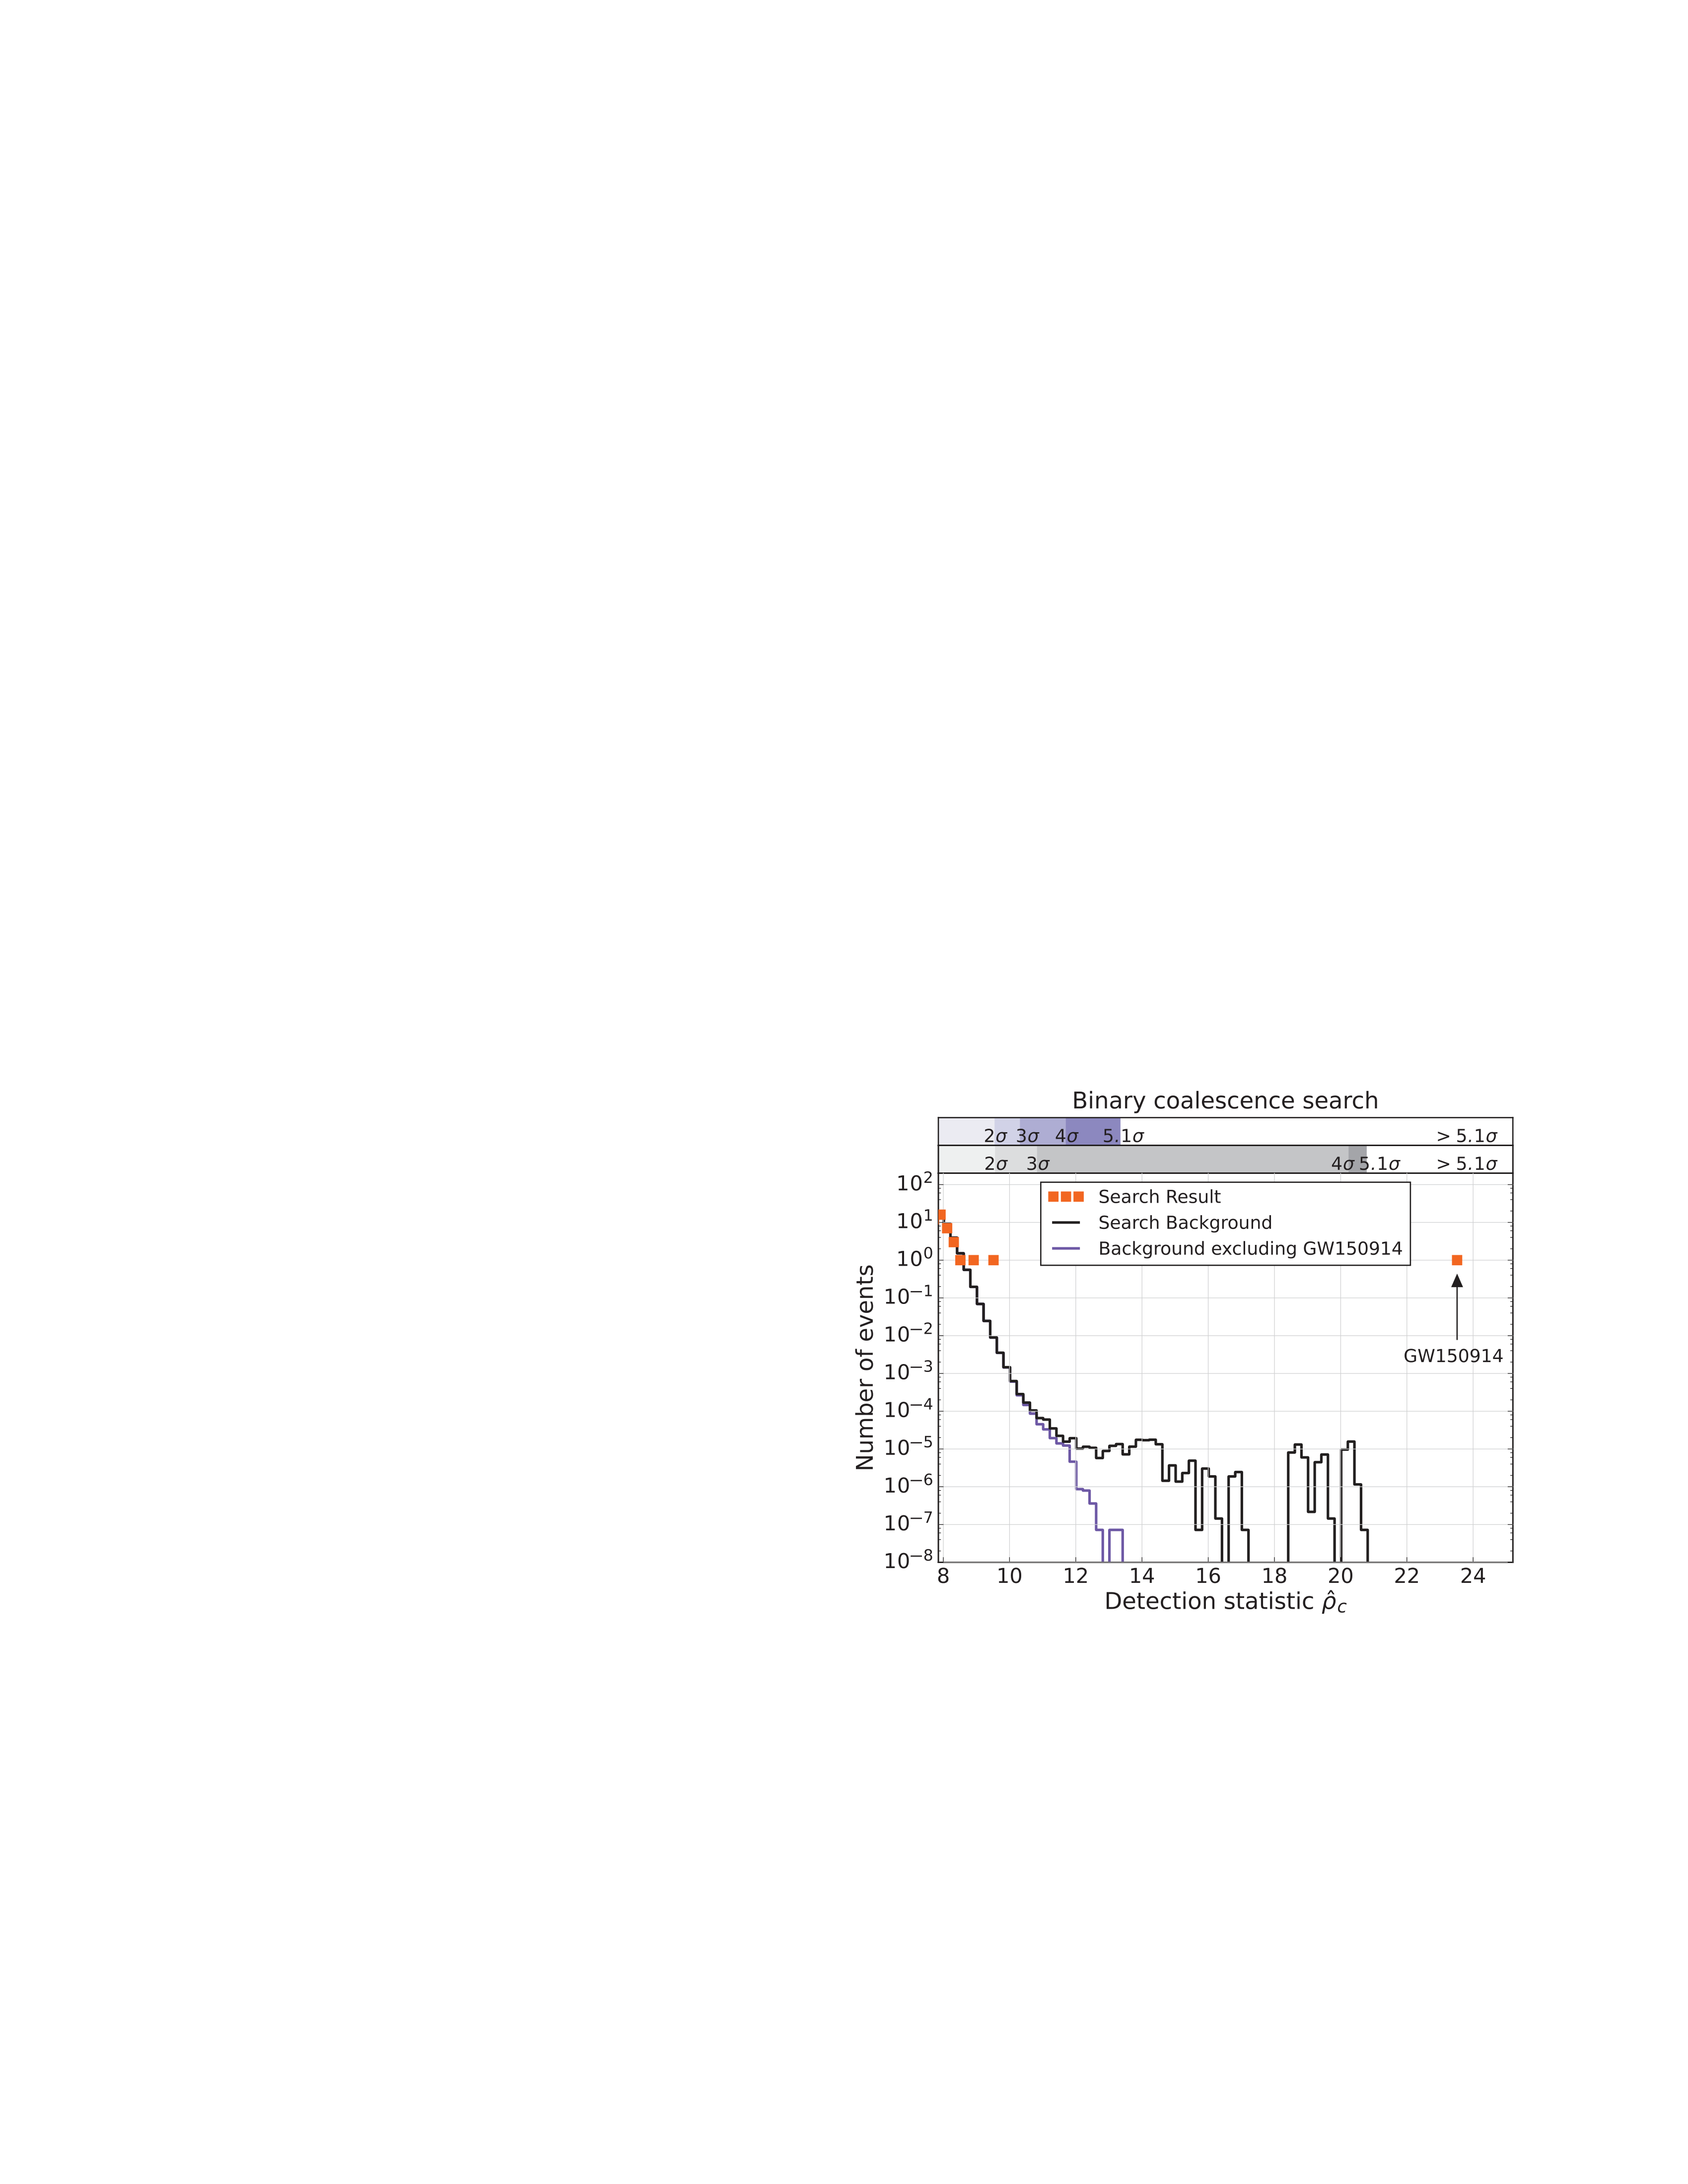 Binary coalescence search
2σ 3σ 4σ 5.1σ > 5.1σ
2σ 3σ 4σ 5.1σ > 5.1σ
Search Result
Search Background
Background excluding GW150914
GW150914
Number of events
10²
10¹
10⁰
10⁻¹
10⁻²
10⁻³
10⁻⁴
10⁻⁵
10⁻⁶
10⁻⁷
10⁻⁸
8 10 12 14 16 18 20 22 24
Detection statistic ρ̂c